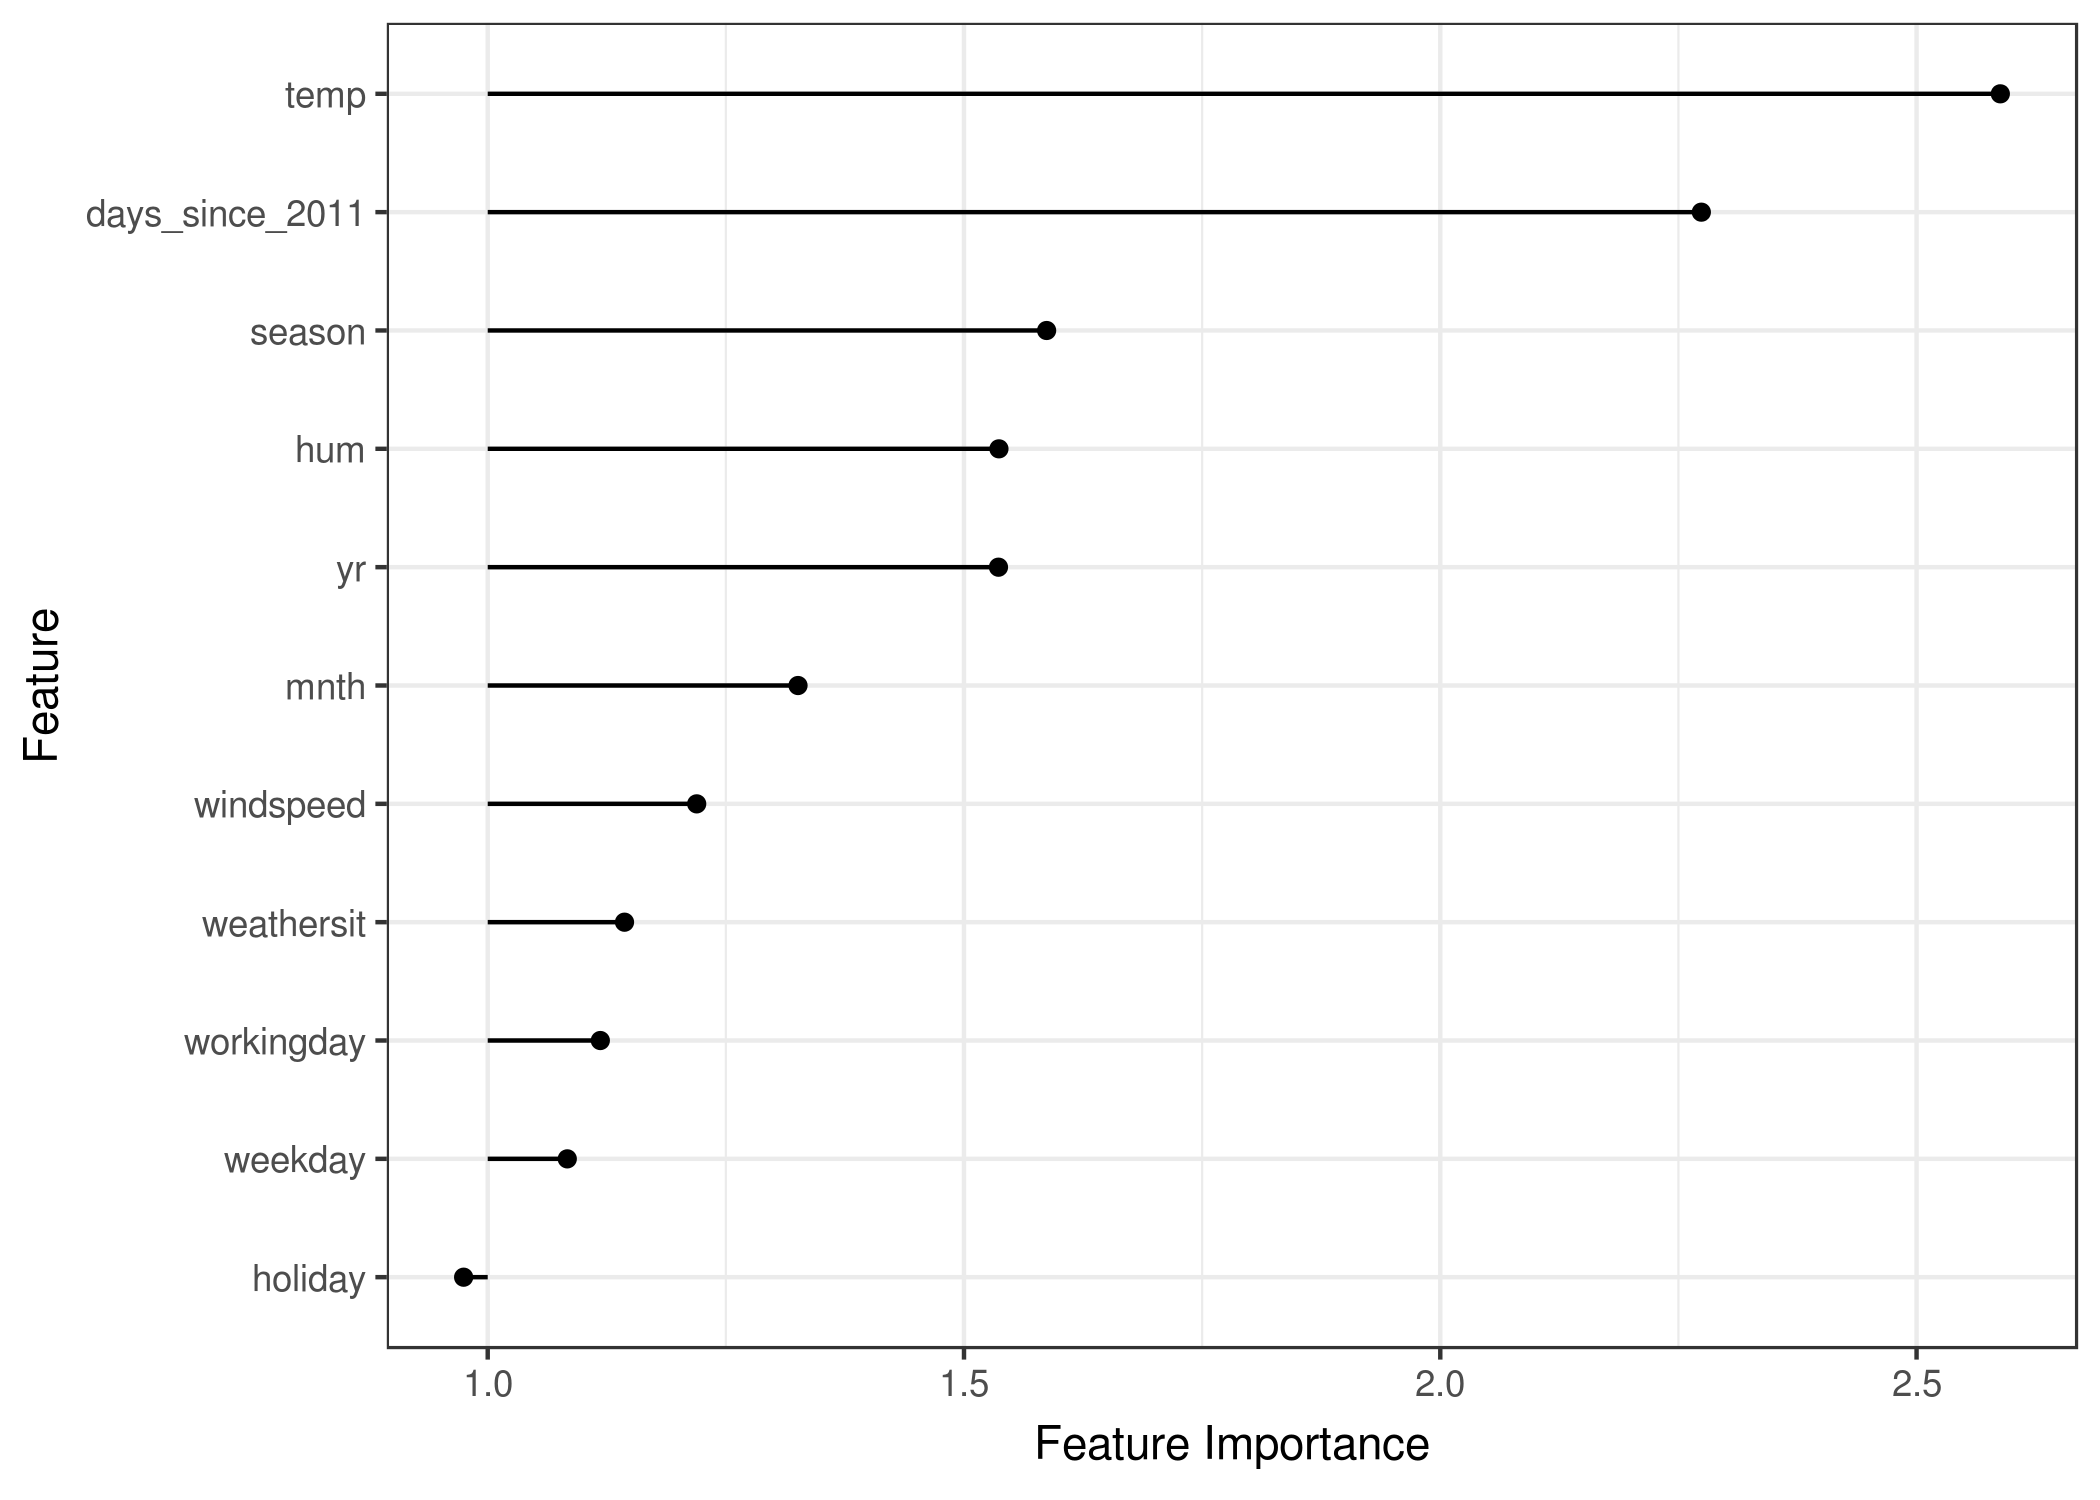 temp
days_since_2011
season
hum
yr
mnth
windspeed
weathersit
workingday
weekday
holiday
Feature
1.0 1.5 2.0 2.5
Feature Importance